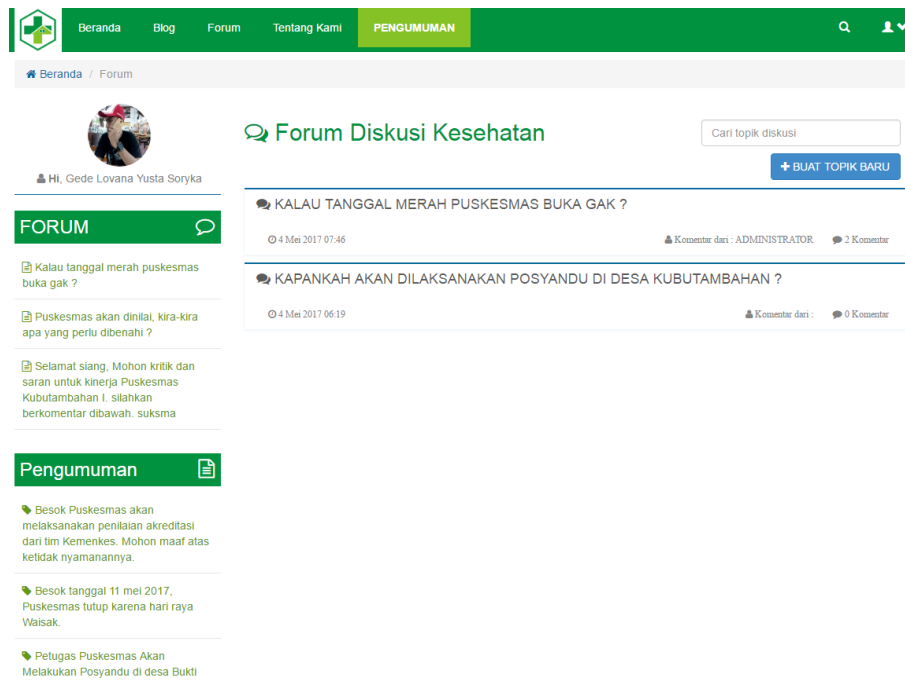 Beranda Blog Forum Tentang Kami PENGUMUMAN
Beranda / Forum
Hi, Gede Lovana Yusta Soryka
FORUM
Kalau tanggal merah puskesmas
buka gak ?
Puskesmas akan dinilai, kira-kira
apa yang perlu dibenahi ?
Selamat siang, Mohon kritik dan
saran untuk kinerja Puskesmas
Kubutambahan I. silahkan
berkomentar dibawah. suksma
Pengumuman
Besok Puskesmas akan
melaksanakan penilaian akreditasi
dari tim Kemenkes. Mohon maaf atas
ketidak nyamanannya.
Besok tanggal 11 mei 2017,
Puskesmas tutup karena hari raya
Waisak.
Petugas Puskesmas Akan
Melakukan Posyandu di desa Bukti
Forum Diskusi Kesehatan
Cari topik diskusi
+ BUAT TOPIK BARU
KALAU TANGGAL MERAH PUSKESMAS BUKA GAK ?
4 Mei 2017 07:46 Komentar dari : ADMINISTRATOR 2 Komentar
KAPANKAH AKAN DILAKSANAKAN POSYANDU DI DESA KUBUTAMBAHAN ?
4 Mei 2017 06:19 Komentar dari : 0 Komentar